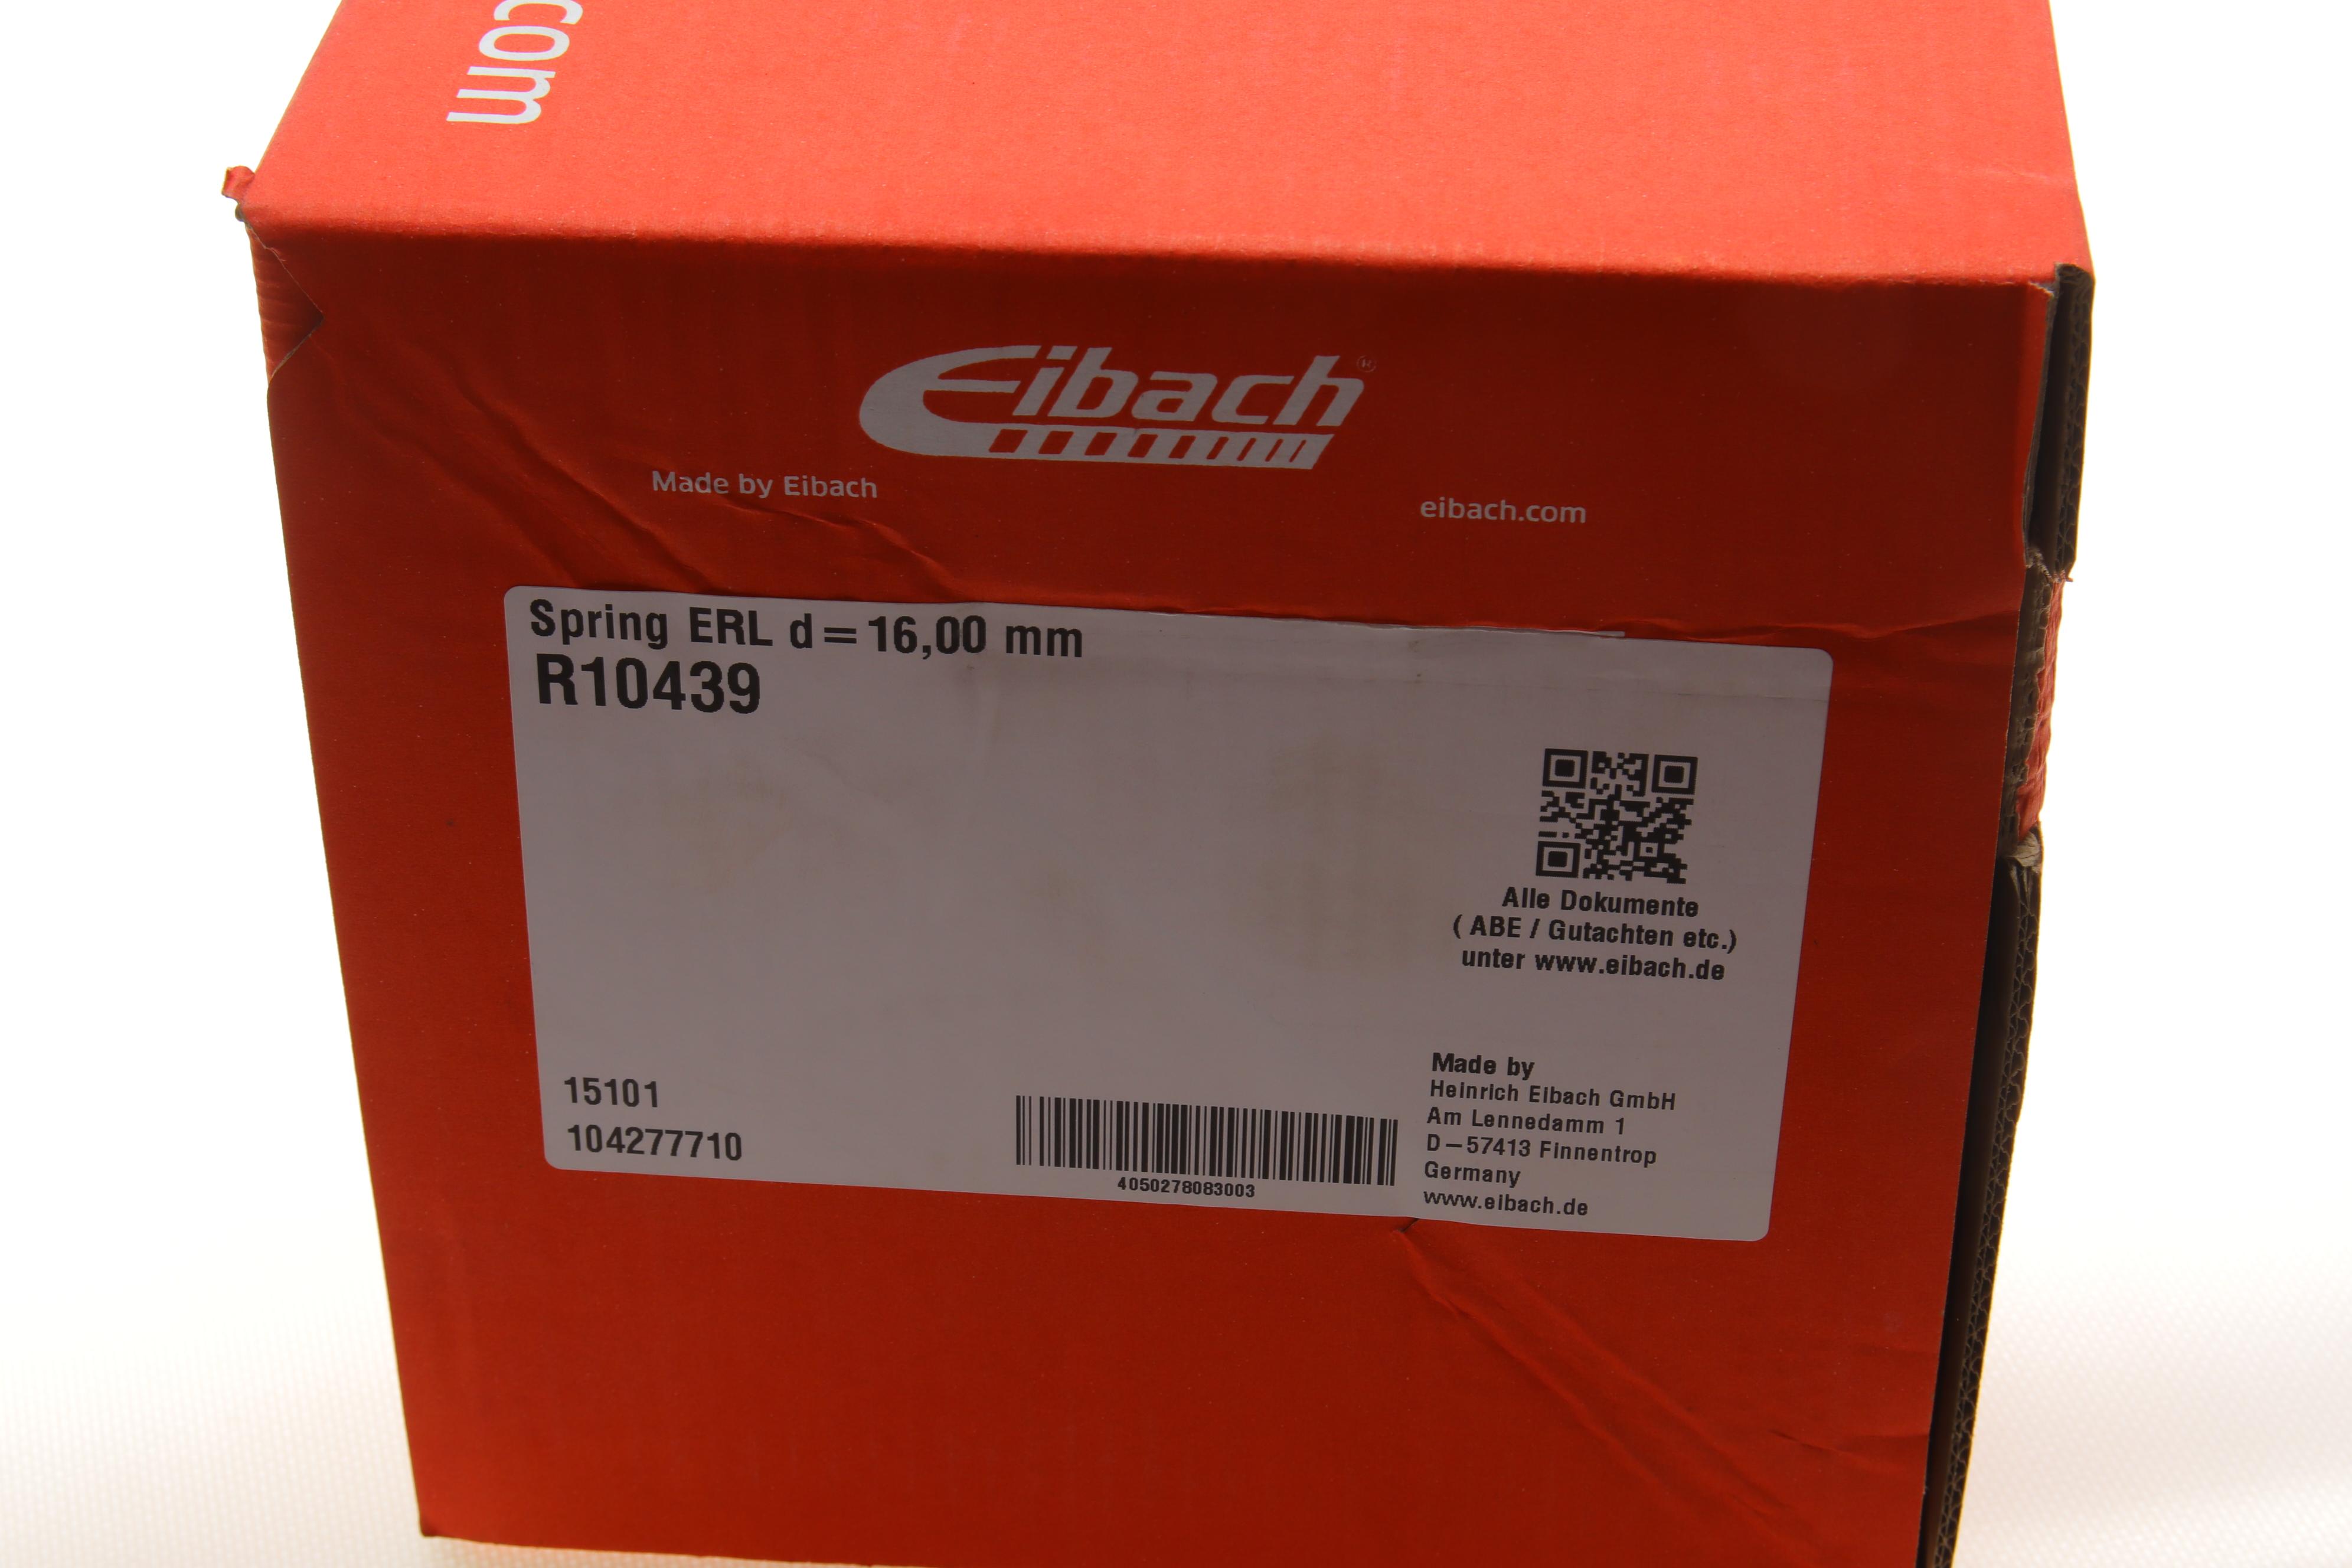 com
Eibach®
Made by Eibach
eibach.com
Spring ERL d=16,00 mm
R10439
Alle Dokumente
( ABE / Gutachten etc.)
unter www.eibach.de
15101
104277710
4050278083003
Made by
Heinrich Eibach GmbH
Am Lennedamm 1
D-57413 Finnentrop
Germany
www.eibach.de